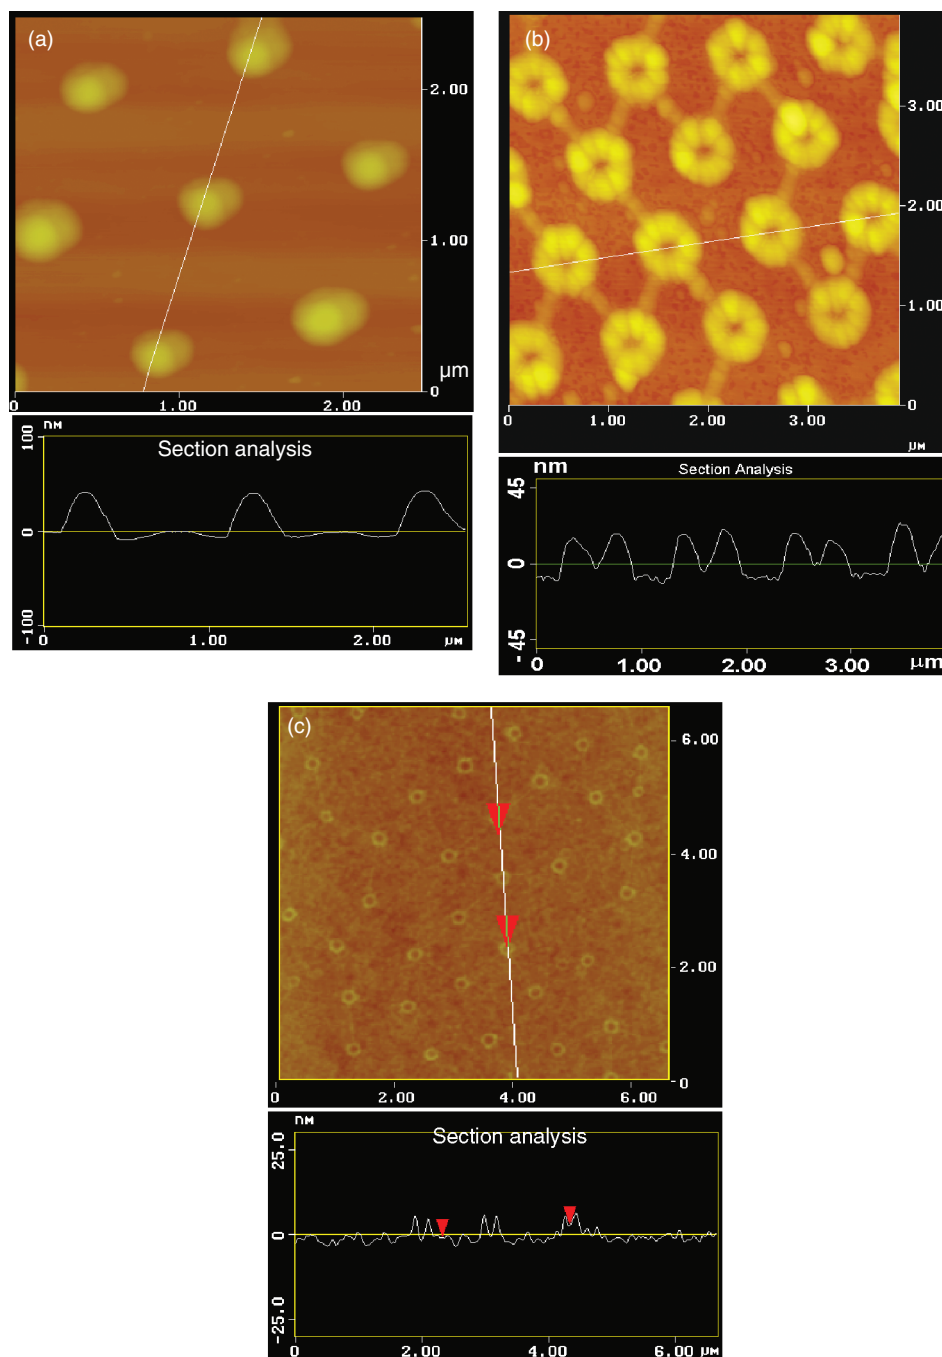 (a)
2.00
1.00
µm
0
0 1.00 2.00
nM
Section analysis
100
0
-100
0 1.00 2.00 µM
(b)
3.00
2.00
1.00
0
0 1.00 2.00 3.00
µM
nm
Section Analysis
45
0
-45
0 1.00 2.00 3.00 µm
(c)
6.00
4.00
2.00
0
0 2.00 4.00 6.00
nM
Section analysis
25.0
0
-25.0
0 2.00 4.00 6.00 µM